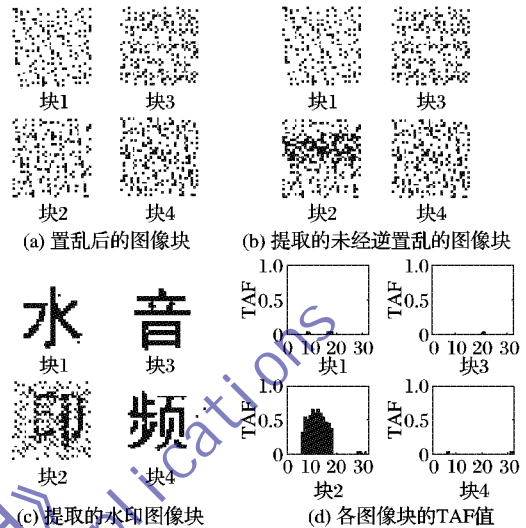 块1 块3
块2 块4
(a) 置乱后的图像块
块1 块3
块2 块4
(b) 提取的未经逆置乱的图像块
水 音
块1 块3
印 频
块2 块4
(c) 提取的水印图像块
1.0 1.0
TAF 0.5 TAF 0.5
0 0
0 10 20 30 0 10 20 30
块1 块3
1.0 1.0
TAF 0.5 TAF 0.5
0 10 20 30 0 10 20 30
块2 块4
(d) 各图像块的TAF值
》
plications